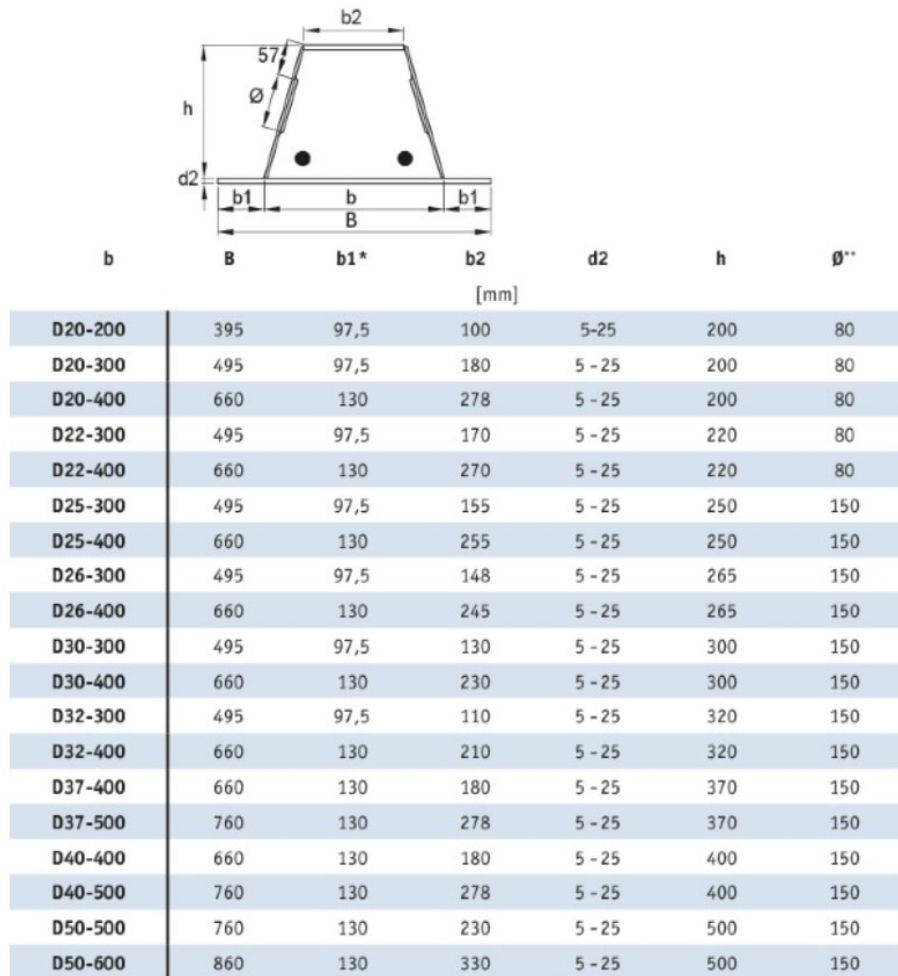 b2
57
Ø
h
d2
b1 b b1
B
b B b1* b2 d2 h Ø**
[mm]
D20-200 395 97,5 100 5-25 200 80
D20-300 495 97,5 180 5 - 25 200 80
D20-400 660 130 278 5 - 25 200 80
D22-300 495 97,5 170 5 - 25 220 80
D22-400 660 130 270 5 - 25 220 80
D25-300 495 97,5 155 5 - 25 250 150
D25-400 660 130 255 5 - 25 250 150
D26-300 495 97,5 148 5 - 25 265 150
D26-400 660 130 245 5 - 25 265 150
D30-300 495 97,5 130 5 - 25 300 150
D30-400 660 130 230 5 - 25 300 150
D32-300 495 97,5 110 5 - 25 320 150
D32-400 660 130 210 5 - 25 320 150
D37-400 660 130 180 5 - 25 370 150
D37-500 760 130 278 5 - 25 370 150
D40-400 660 130 180 5 - 25 400 150
D40-500 760 130 278 5 - 25 400 150
D50-500 760 130 230 5 - 25 500 150
D50-600 860 130 330 5 - 25 500 150